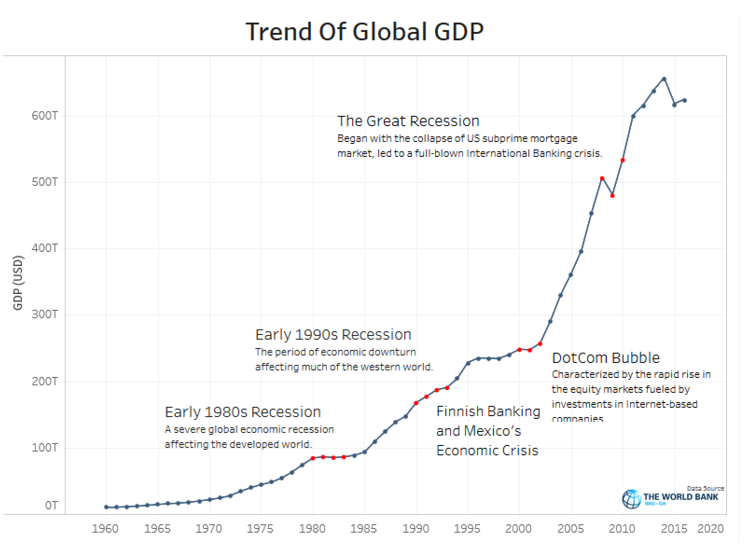 Trend Of Global GDP
GDP (USD)
600T
500T
400T
300T
200T
100T
0T
The Great Recession
Began with the collapse of US subprime mortgage
market, led to a full-blown International Banking crisis.
Early 1990s Recession
The period of economic downturn
affecting much of the western world.
DotCom Bubble
Characterized by the rapid rise in
the equity markets fueled by
investments in Internet-based
companies
Early 1980s Recession
A severe global economic recession
affecting the developed world.
Finnish Banking
and Mexico's
Economic Crisis
Data Source
THE WORLD BANK
IBRD • IDA
1960 1965 1970 1975 1980 1985 1990 1995 2000 2005 2010 2015 2020